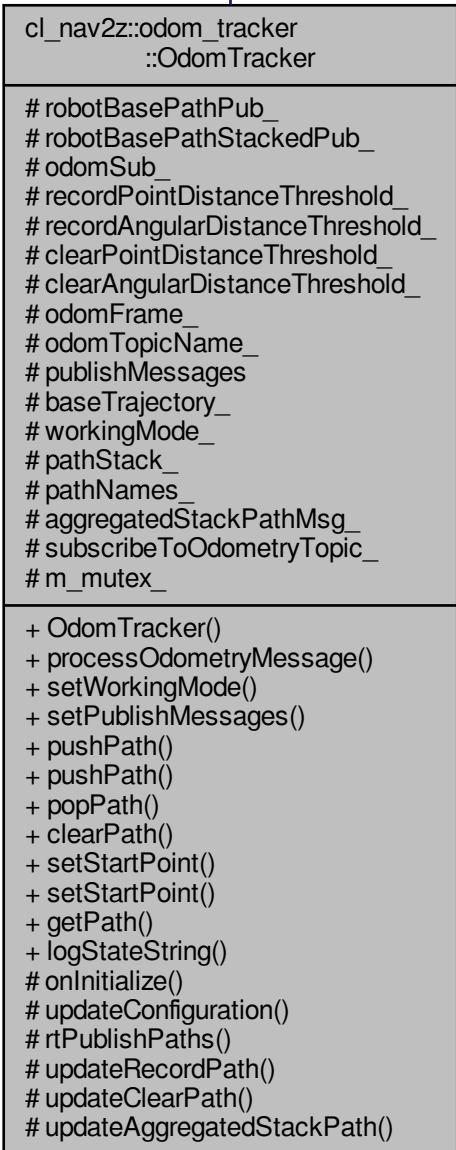 cl_nav2z::odom_tracker
::OdomTracker
# robotBasePathPub_
# robotBasePathStackedPub_
# odomSub_
# recordPointDistanceThreshold_
# recordAngularDistanceThreshold_
# clearPointDistanceThreshold_
# clearAngularDistanceThreshold_
# odomFrame_
# odomTopicName_
# publishMessages
# baseTrajectory_
# workingMode_
# pathStack_
# pathNames_
# aggregatedStackPathMsg_
# subscribeToOdometryTopic_
# m_mutex_
+ OdomTracker()
+ processOdometryMessage()
+ setWorkingMode()
+ setPublishMessages()
+ pushPath()
+ pushPath()
+ popPath()
+ clearPath()
+ setStartPoint()
+ setStartPoint()
+ getPath()
+ logStateString()
# onInitialize()
# updateConfiguration()
# rtPublishPaths()
# updateRecordPath()
# updateClearPath()
# updateAggregatedStackPath()